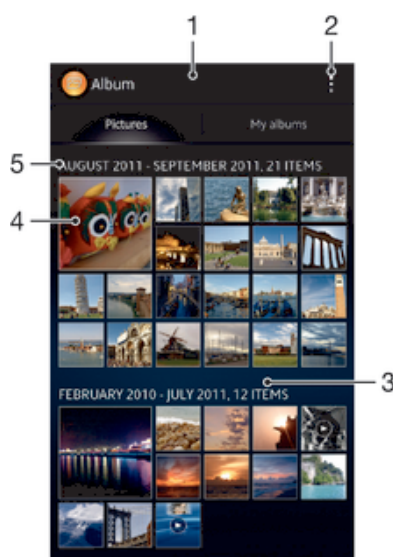 1
2
Album
Pictures
My albums
5
AUGUST 2011 - SEPTEMBER 2011, 21 ITEMS
4
3
FEBRUARY 2010 - JULY 2011, 12 ITEMS